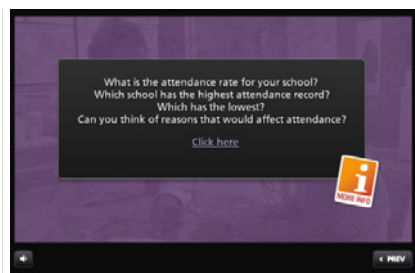 What is the attendance rate for your school?
Which school has the highest attendance record?
Which has the lowest?
Can you think of reasons that would affect attendance?
Click here
i
MORE INFO
< PREV